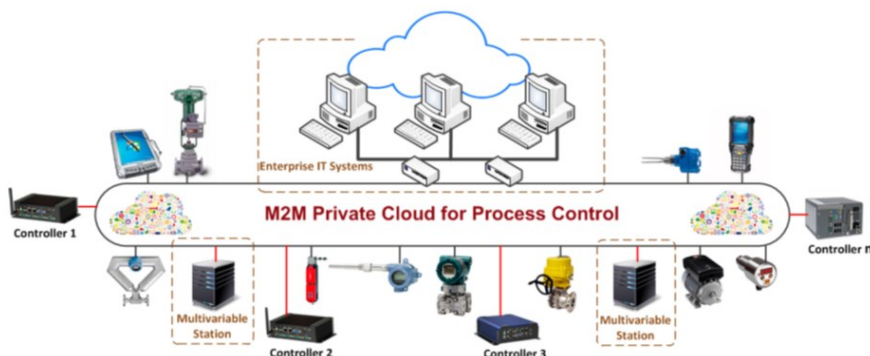 Enterprise IT Systems
M2M Private Cloud for Process Control
Controller 1
Controller n
Multivariable
Station
Controller 2
Controller 3
Multivariable
Station